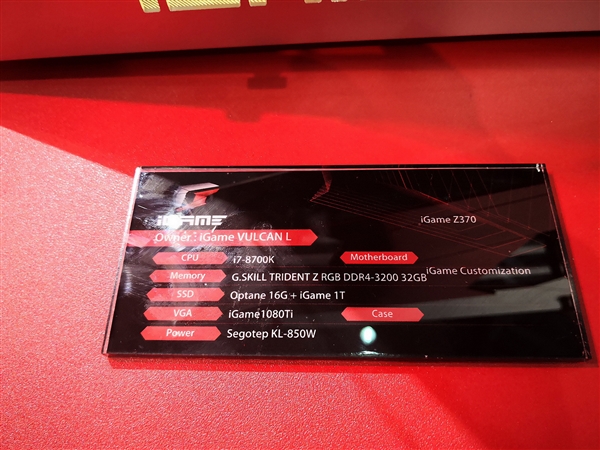 iGAME
iGame Z370
Owner: iGame VULCAN L
CPU i7-8700K Motherboard
Memory G.SKILL TRIDENT Z RGB DDR4-3200 32GB iGame Customization
SSD Optane 16G + iGame 1T
VGA iGame1080Ti Case
Power Segotep KL-850W